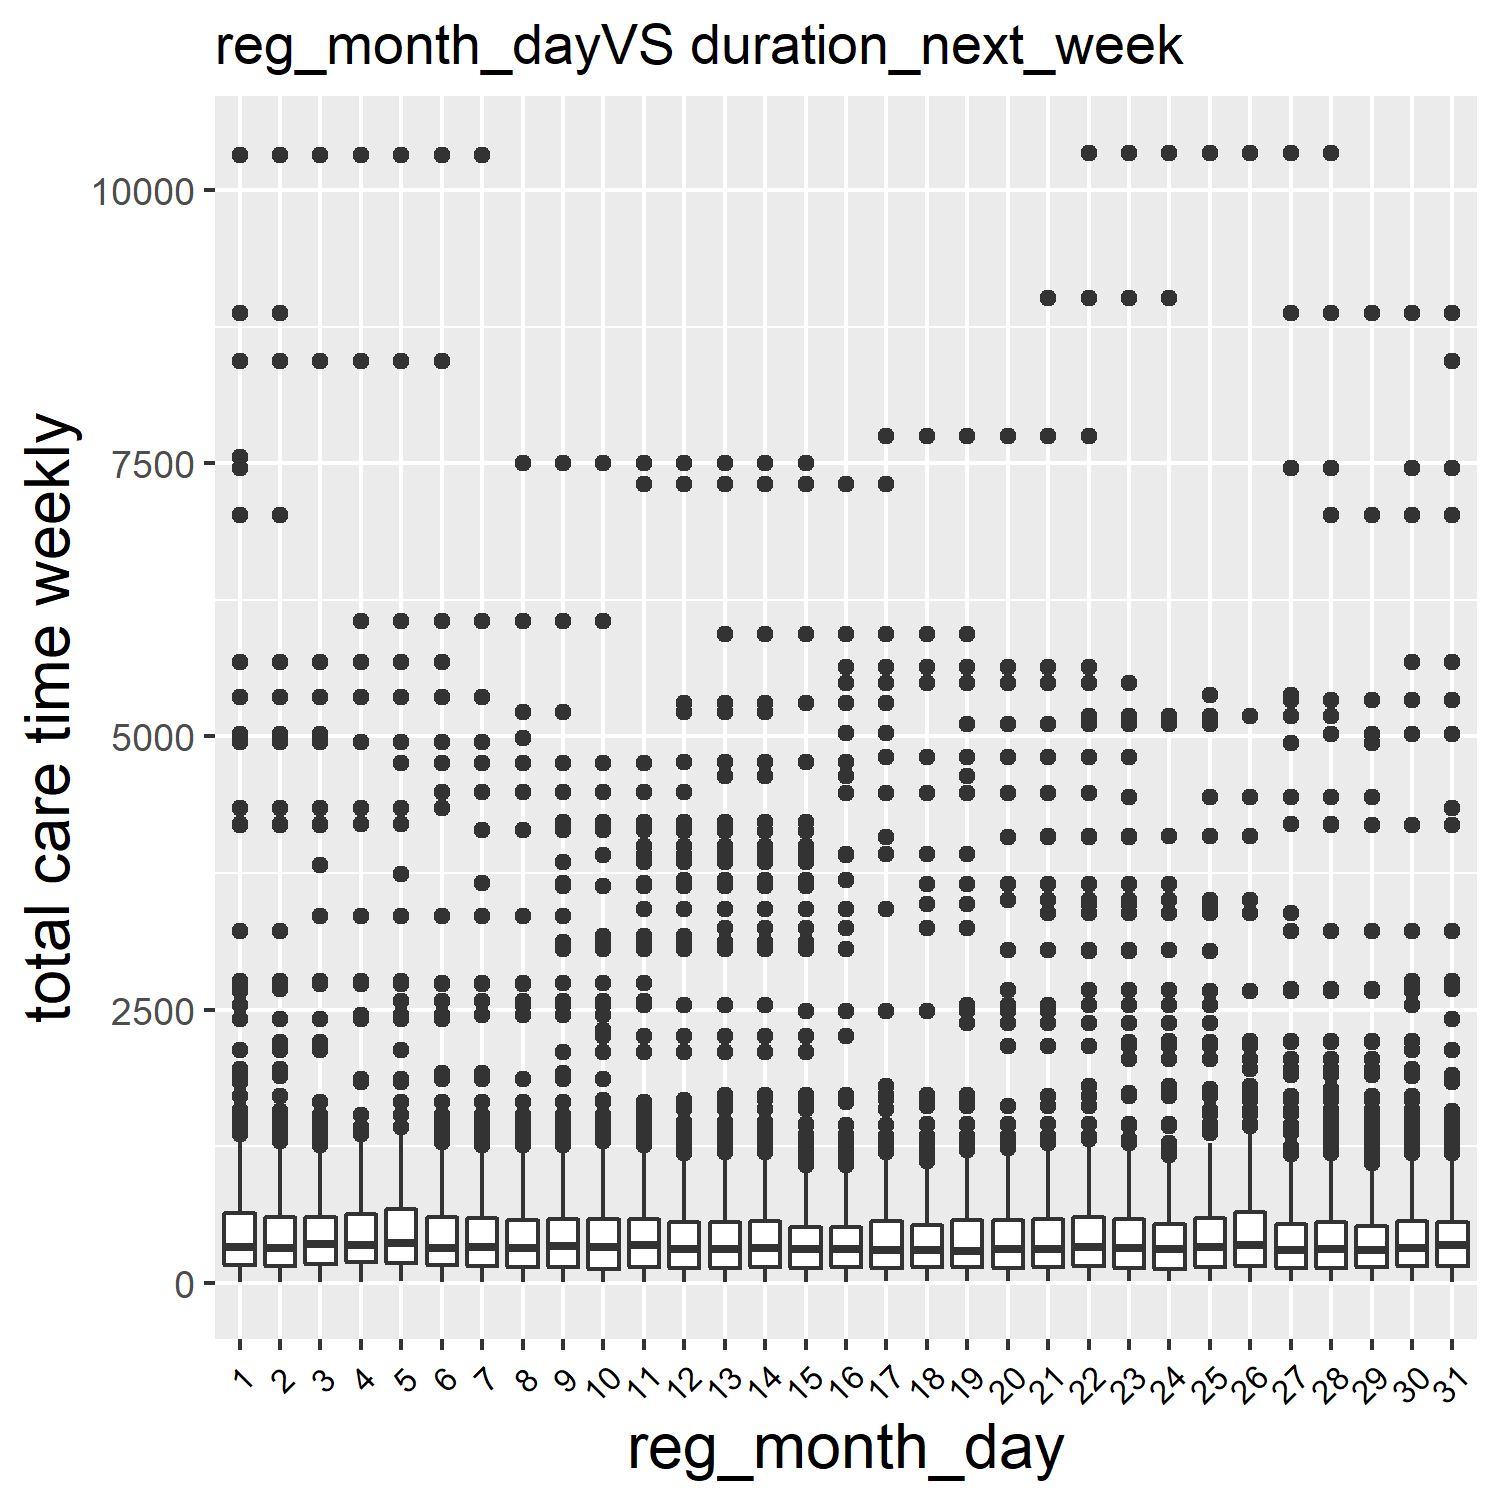 reg_month_dayVS duration_next_week
total care time weekly
10000
7500
5000
2500
0
1 2 3 4 5 6 7 8 9 10 11 12 13 14 15 16 17 18 19 20 21 22 23 24 25 26 27 28 29 30 31
reg_month_day